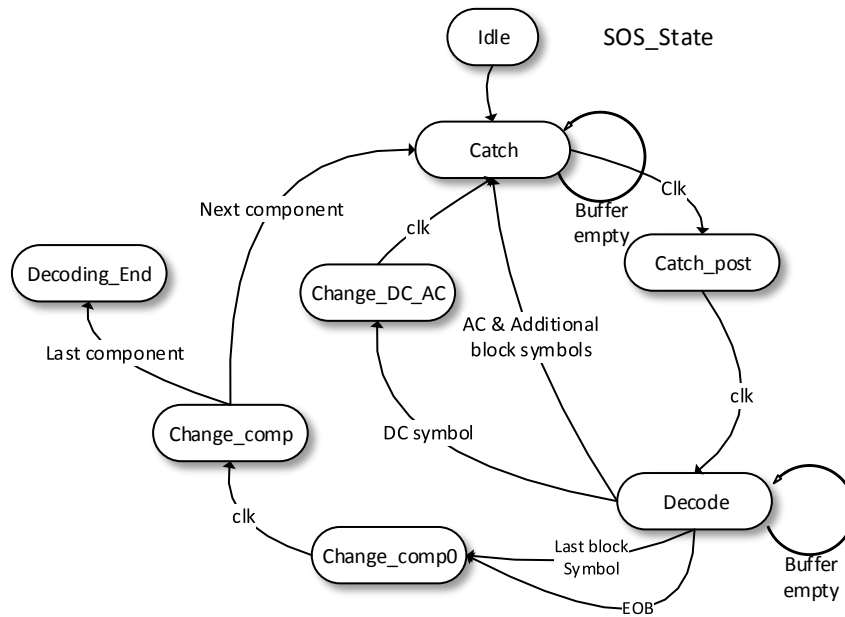 Idle
SOS_State
Catch
Clk
Buffer
empty
Next component
clk
Catch_post
Decoding_End
Change_DC_AC
AC & Additional
block symbols
Last component
clk
Change_comp
DC symbol
Decode
clk
Change_comp0
Last block
Symbol
Buffer
empty
EOB